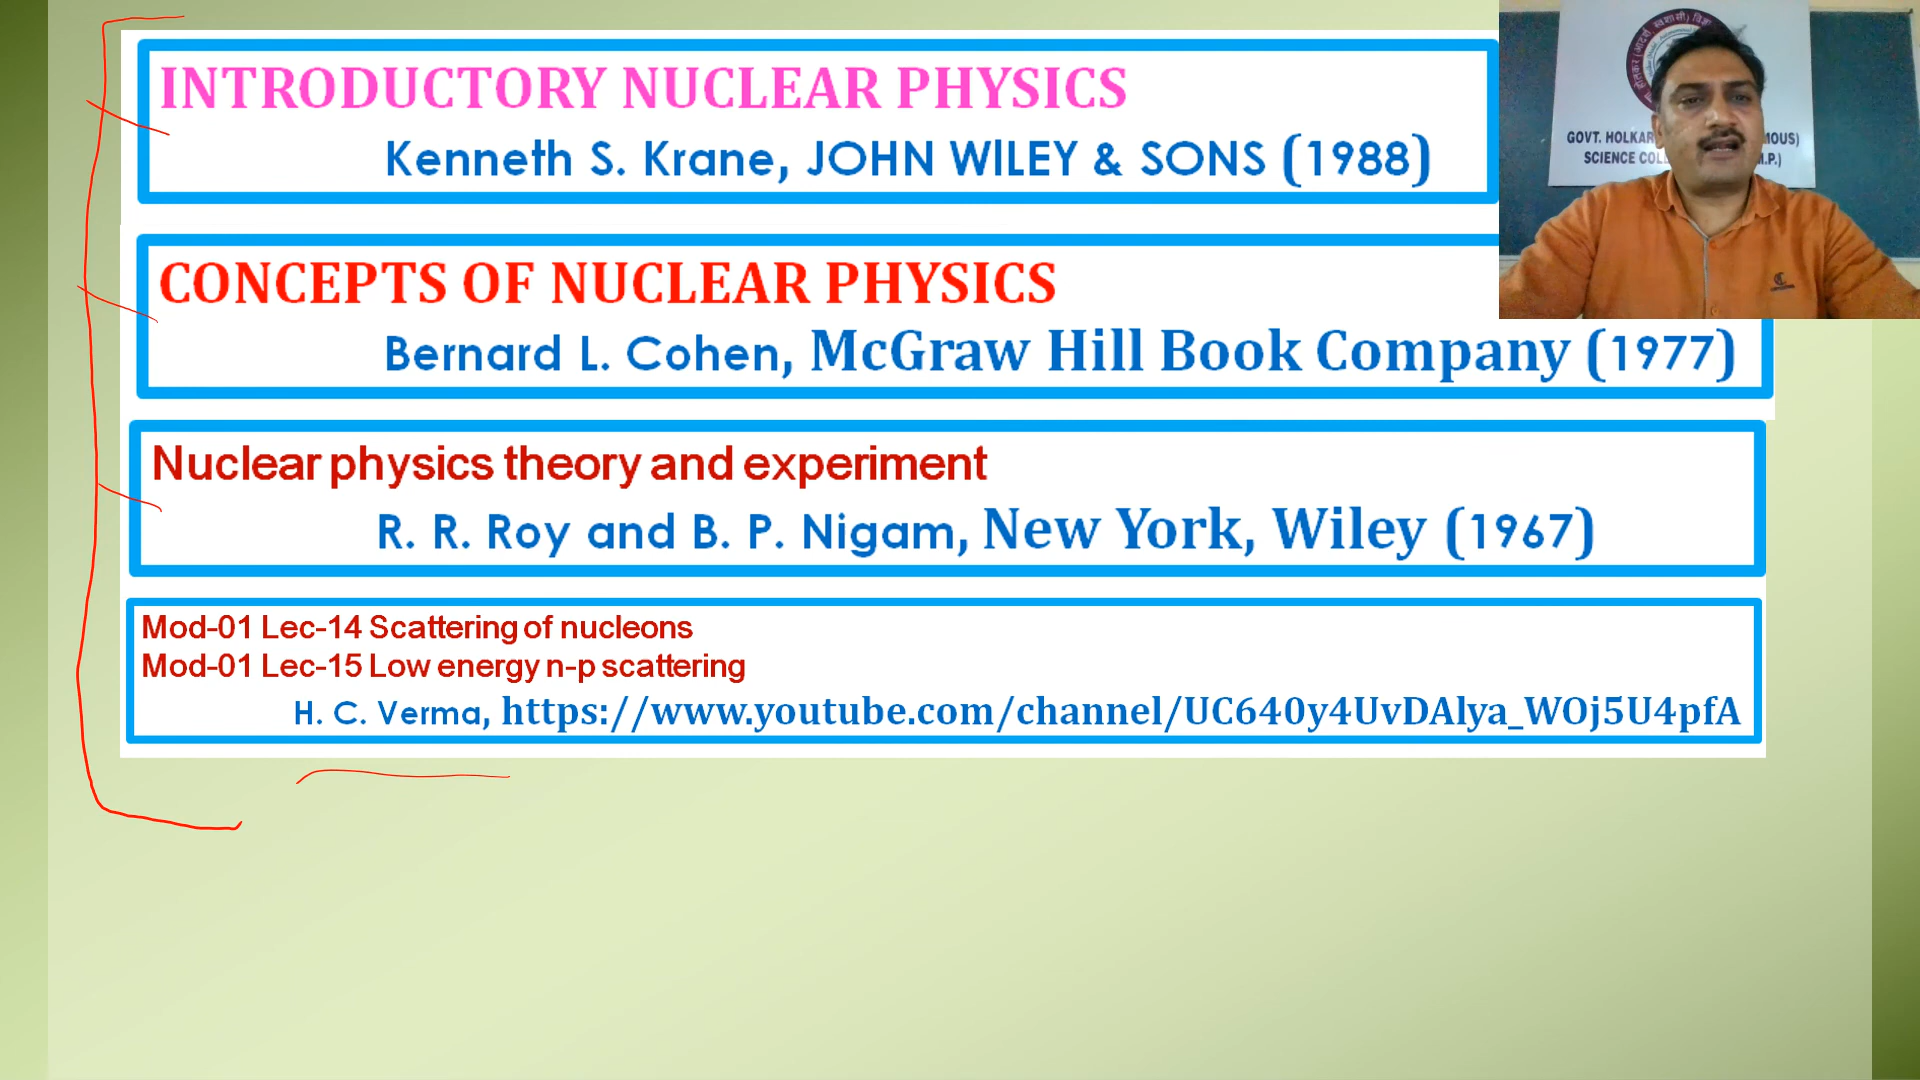 INTRODUCTORY NUCLEAR PHYSICS
Kenneth S. Krane, JOHN WILEY & SONS (1988)
CONCEPTS OF NUCLEAR PHYSICS
Bernard L. Cohen, McGraw Hill Book Company (1977)
Nuclear physics theory and experiment
R. R. Roy and B. P. Nigam, New York, Wiley (1967)
Mod-01 Lec-14 Scattering of nucleons
Mod-01 Lec-15 Low energy n-p scattering
H. C. Verma, https://www.youtube.com/channel/UC640y4UvDAlya_WOj5U4pfA
GOVT. HOLKAR
SCIENCE